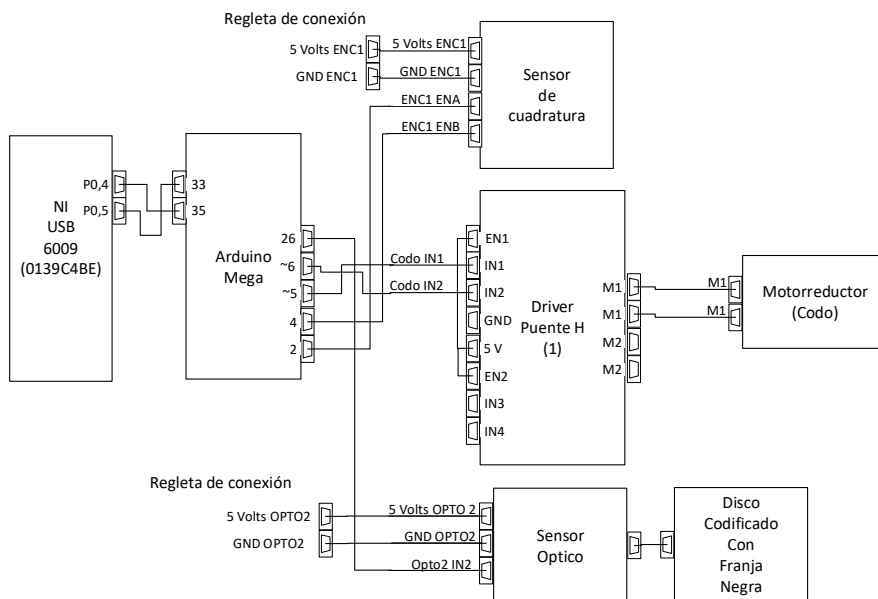 Regleta de conexión
5 Volts ENC1
5 Volts ENC1
GND ENC1
GND ENC1
ENC1 ENA
ENC1 ENB
Sensor
de
cuadratura
P0,4
P0,5
NI
USB
6009
(0139C4BE)
33
35
Arduino
Mega
26
~6
~5
4
2
Codo IN1
Codo IN2
EN1
IN1
IN2
GND
5 V
EN2
IN3
IN4
Driver
Puente H
(1)
M1
M1
M2
M2
M1
M1
Motorreductor
(Codo)
Regleta de conexión
5 Volts OPTO2
5 Volts OPTO 2
GND OPTO2
GND OPTO2
Opto2 IN2
Sensor
Optico
Disco
Codificado
Con
Franja
Negra